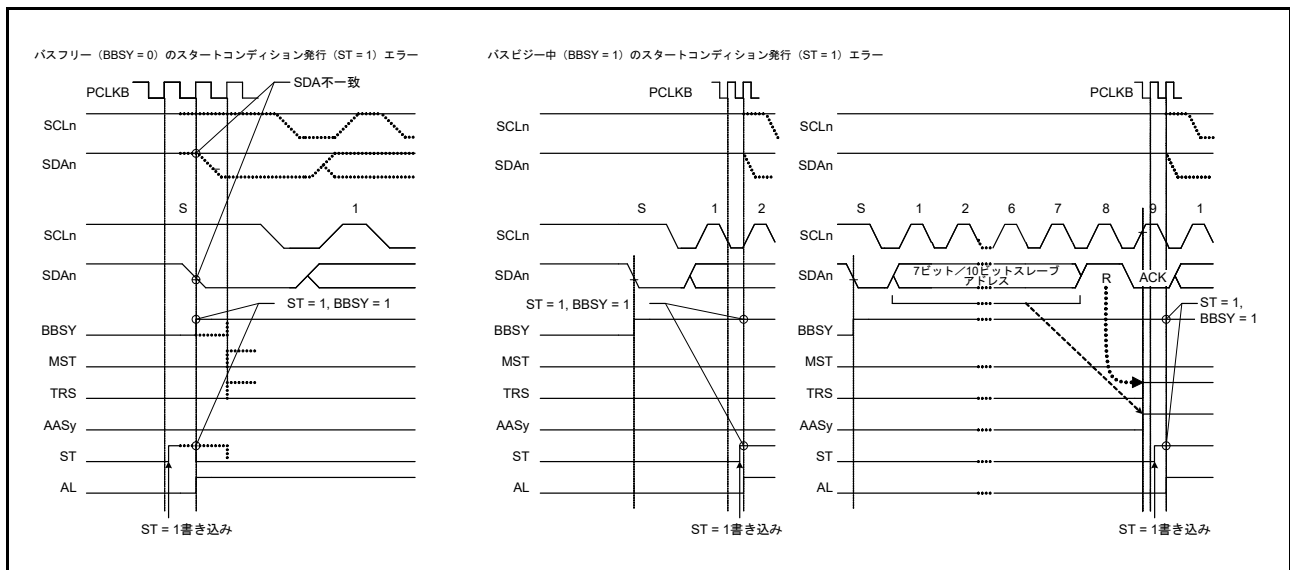 バスフリー（BBSY = 0）のスタートコンディション発行（ST = 1）エラー
PCLKB
SDA不一致
SCLn
SDAn
S
1
SCLn
SDAn
ST = 1, BBSY = 1
BBSY
MST
TRS
AASy
ST
AL
ST = 1書き込み
バスビジー中（BBSY = 1）のスタートコンディション発行（ST = 1）エラー
PCLKB
SCLn
SDAn
S
1
2
SCLn
SDAn
ST = 1, BBSY = 1
BBSY
MST
TRS
AASy
ST
AL
ST = 1書き込み
PCLKB
SCLn
SDAn
S
1
2
6
7
8
9
1
SCLn
SDAn
7ビット／10ビットスレーブ
アドレス
R
ACK
ST = 1,
BBSY = 1
BBSY
MST
TRS
AASy
ST
AL
ST = 1書き込み